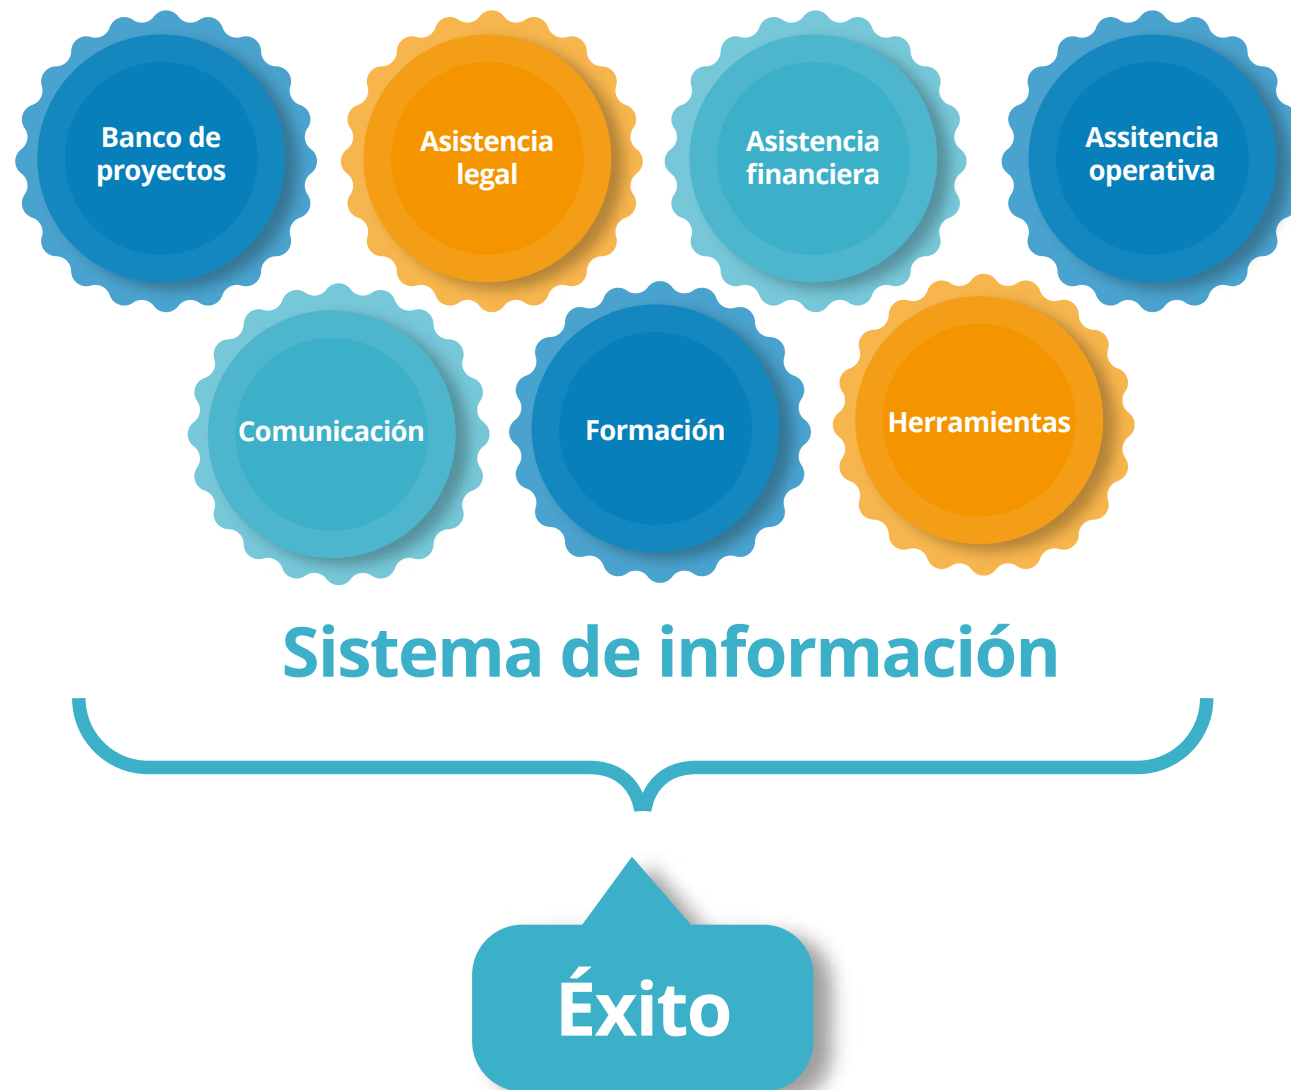 Banco de
proyectos
Asistencia
legal
Asistencia
financiera
Assitencia
operativa
Comunicación
Formación
Herramientas
Sistema de información
Éxito